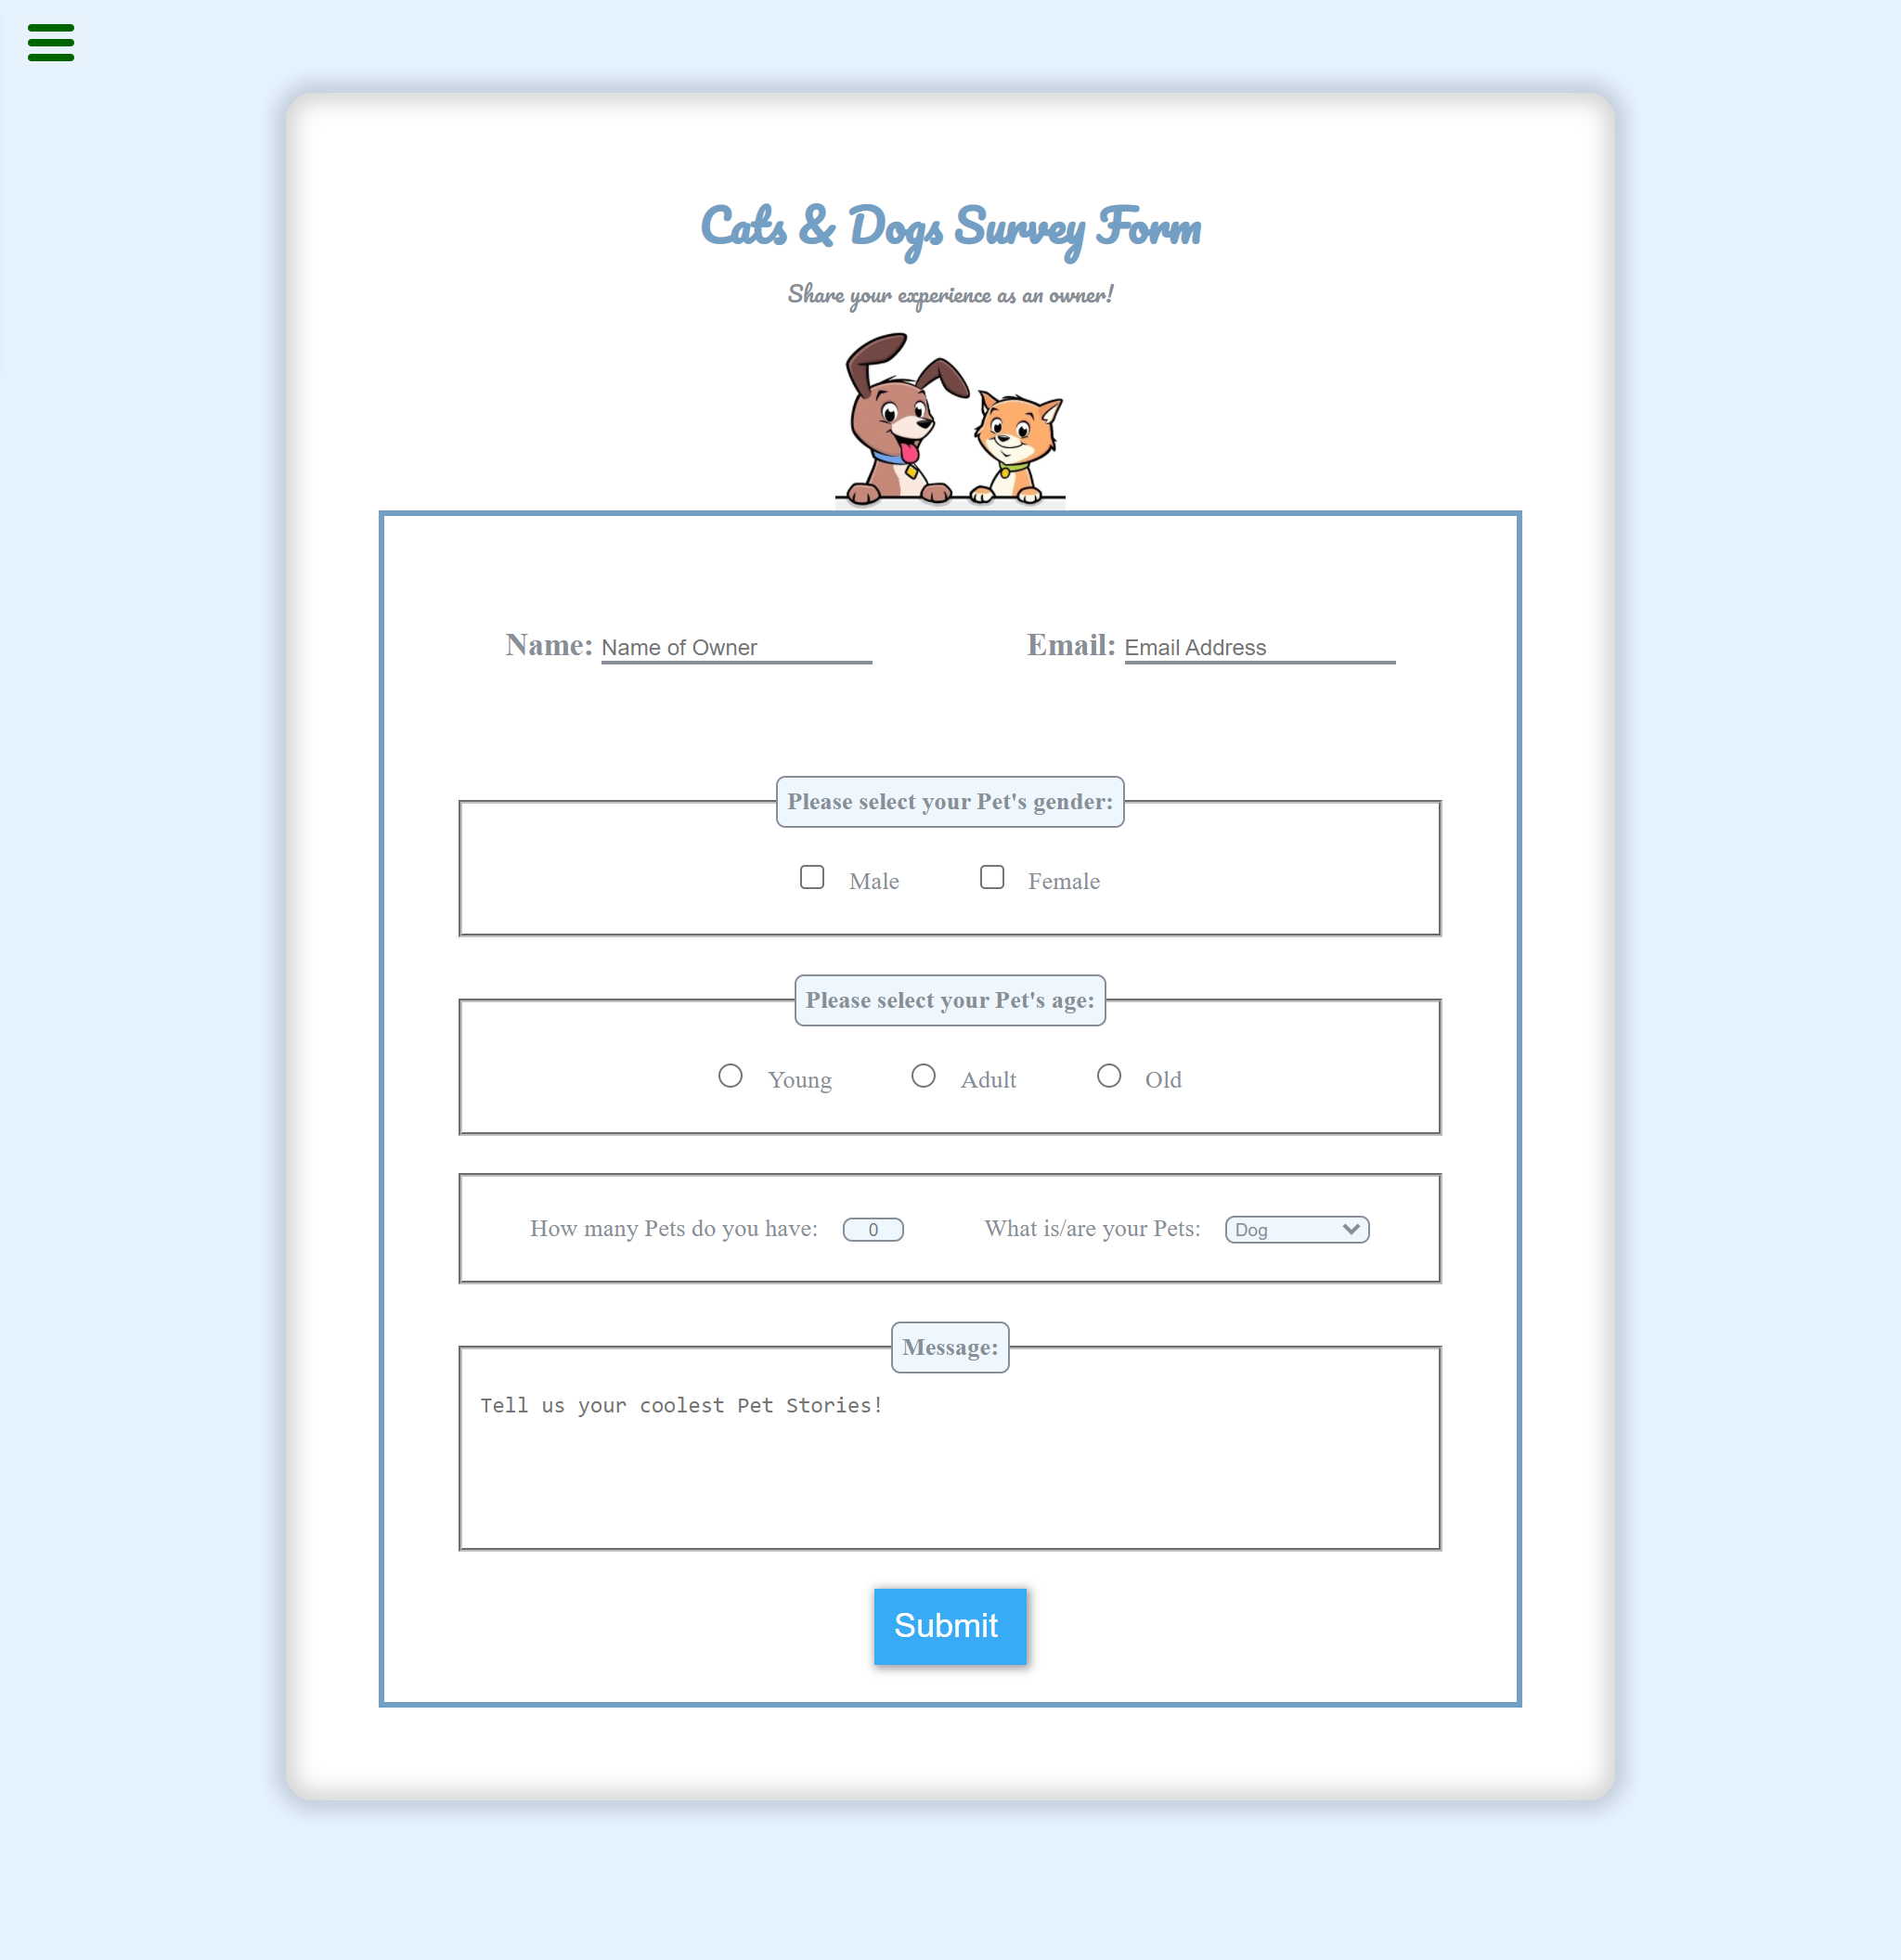 Cats & Dogs Survey Form
Share your experience as an owner!
Name: Name of Owner Email: Email Address
Please select your Pet's gender:
Male Female
Please select your Pet's age:
Young Adult Old
How many Pets do you have: 0 What is/are your Pets: Dog
Message:
Tell us your coolest Pet Stories!
Submit